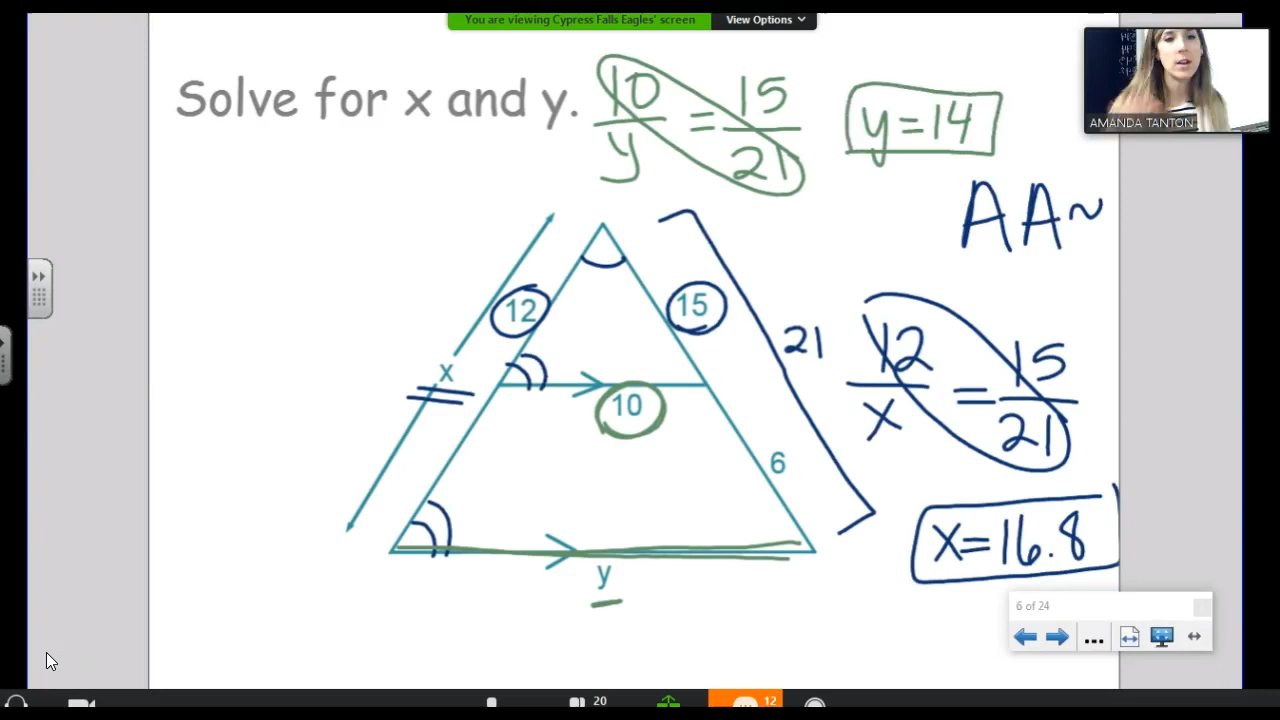 You are viewing Cypress Falls Eagles' screen
View Options
AMANDA TANTON
Solve for x and y.
10/y = 15/21
y=14
AA~
12
15
21
x
10
6
y
12/x = 15/21
x=16.8
6 of 24
...
20
12